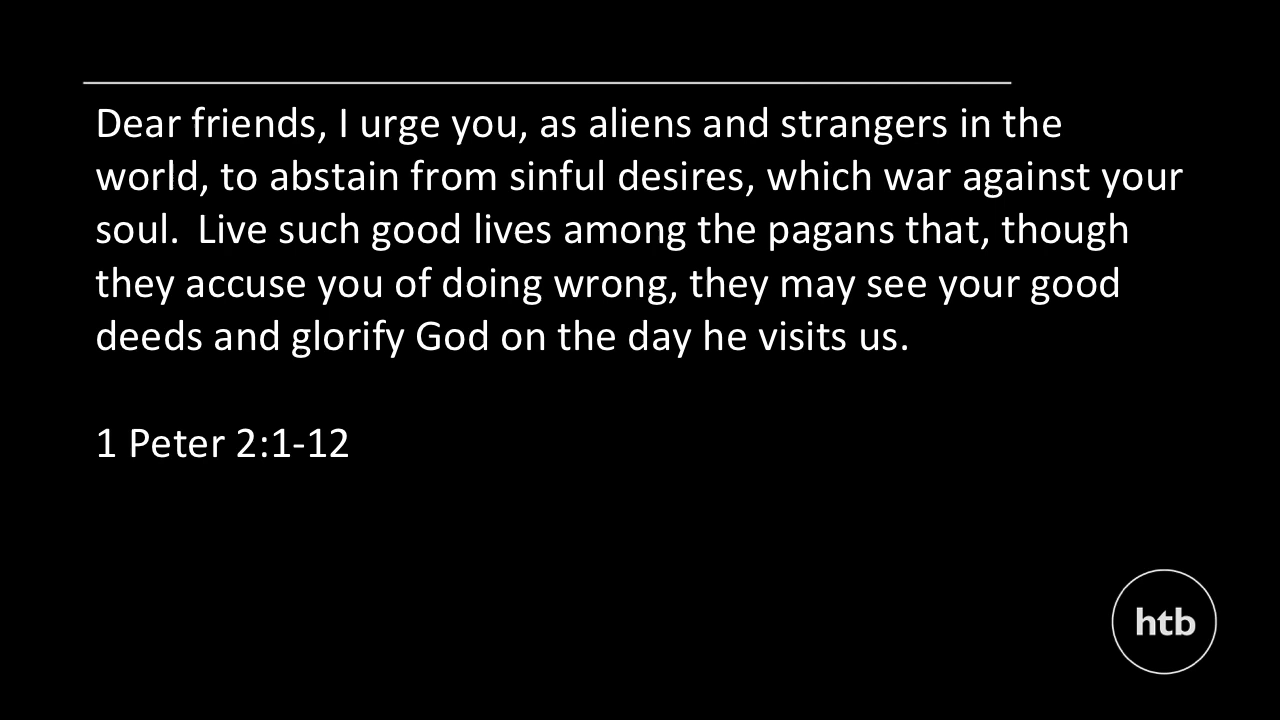 Dear friends, I urge you, as aliens and strangers in the
world, to abstain from sinful desires, which war against your
soul.  Live such good lives among the pagans that, though
they accuse you of doing wrong, they may see your good
deeds and glorify God on the day he visits us.
1 Peter 2:1-12
htb